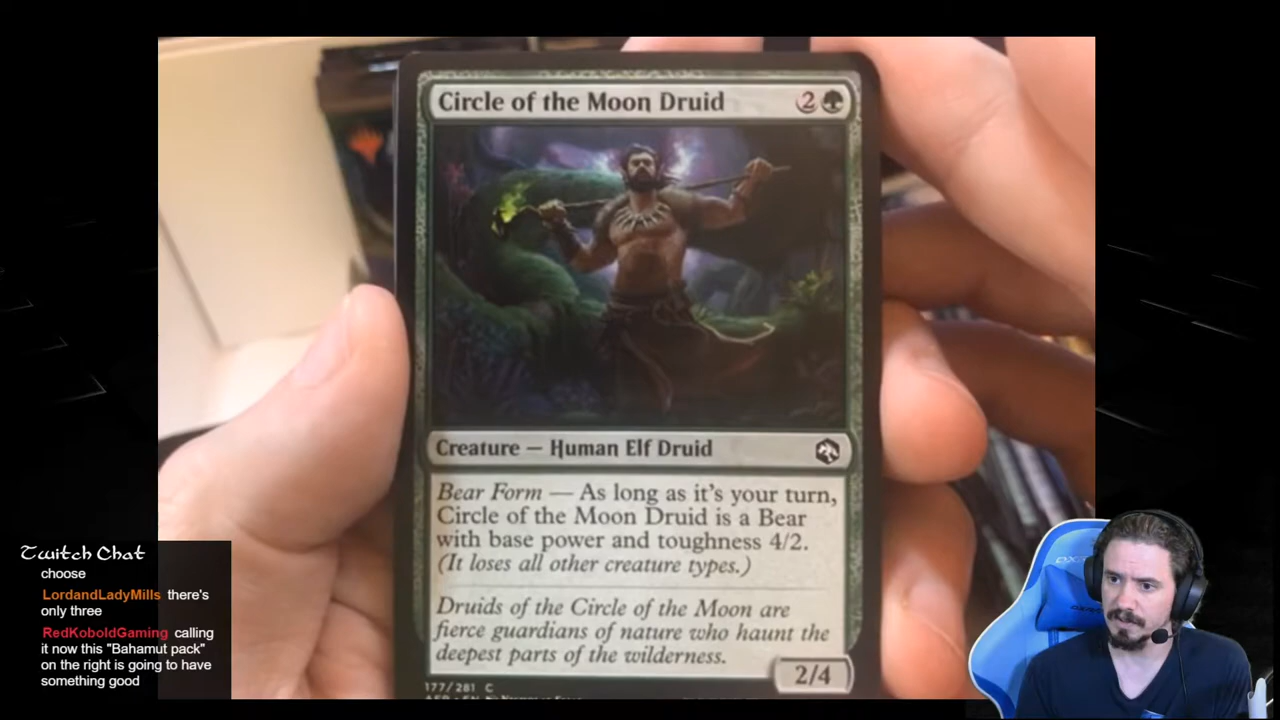 Circle of the Moon Druid 2
Creature — Human Elf Druid
Bear Form — As long as it's your turn,
Circle of the Moon Druid is a Bear
with base power and toughness 4/2.
(It loses all other creature types.)
Druids of the Circle of the Moon are
fierce guardians of nature who haunt the
deepest parts of the wilderness.
2/4
177/281 C
Twitch Chat
choose
LordandLadyMills there's
only three
RedKoboldGaming calling
it now this "Bahamut pack"
on the right is going to have
something good